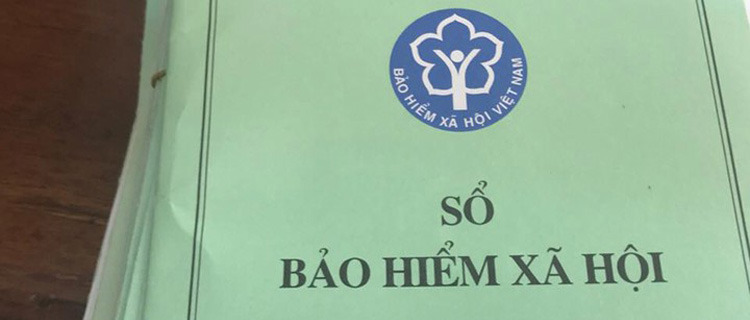 BẢO HIỂM XÃ HỘI VIỆT NAM
SỔ
BẢO HIỂM XÃ HỘI